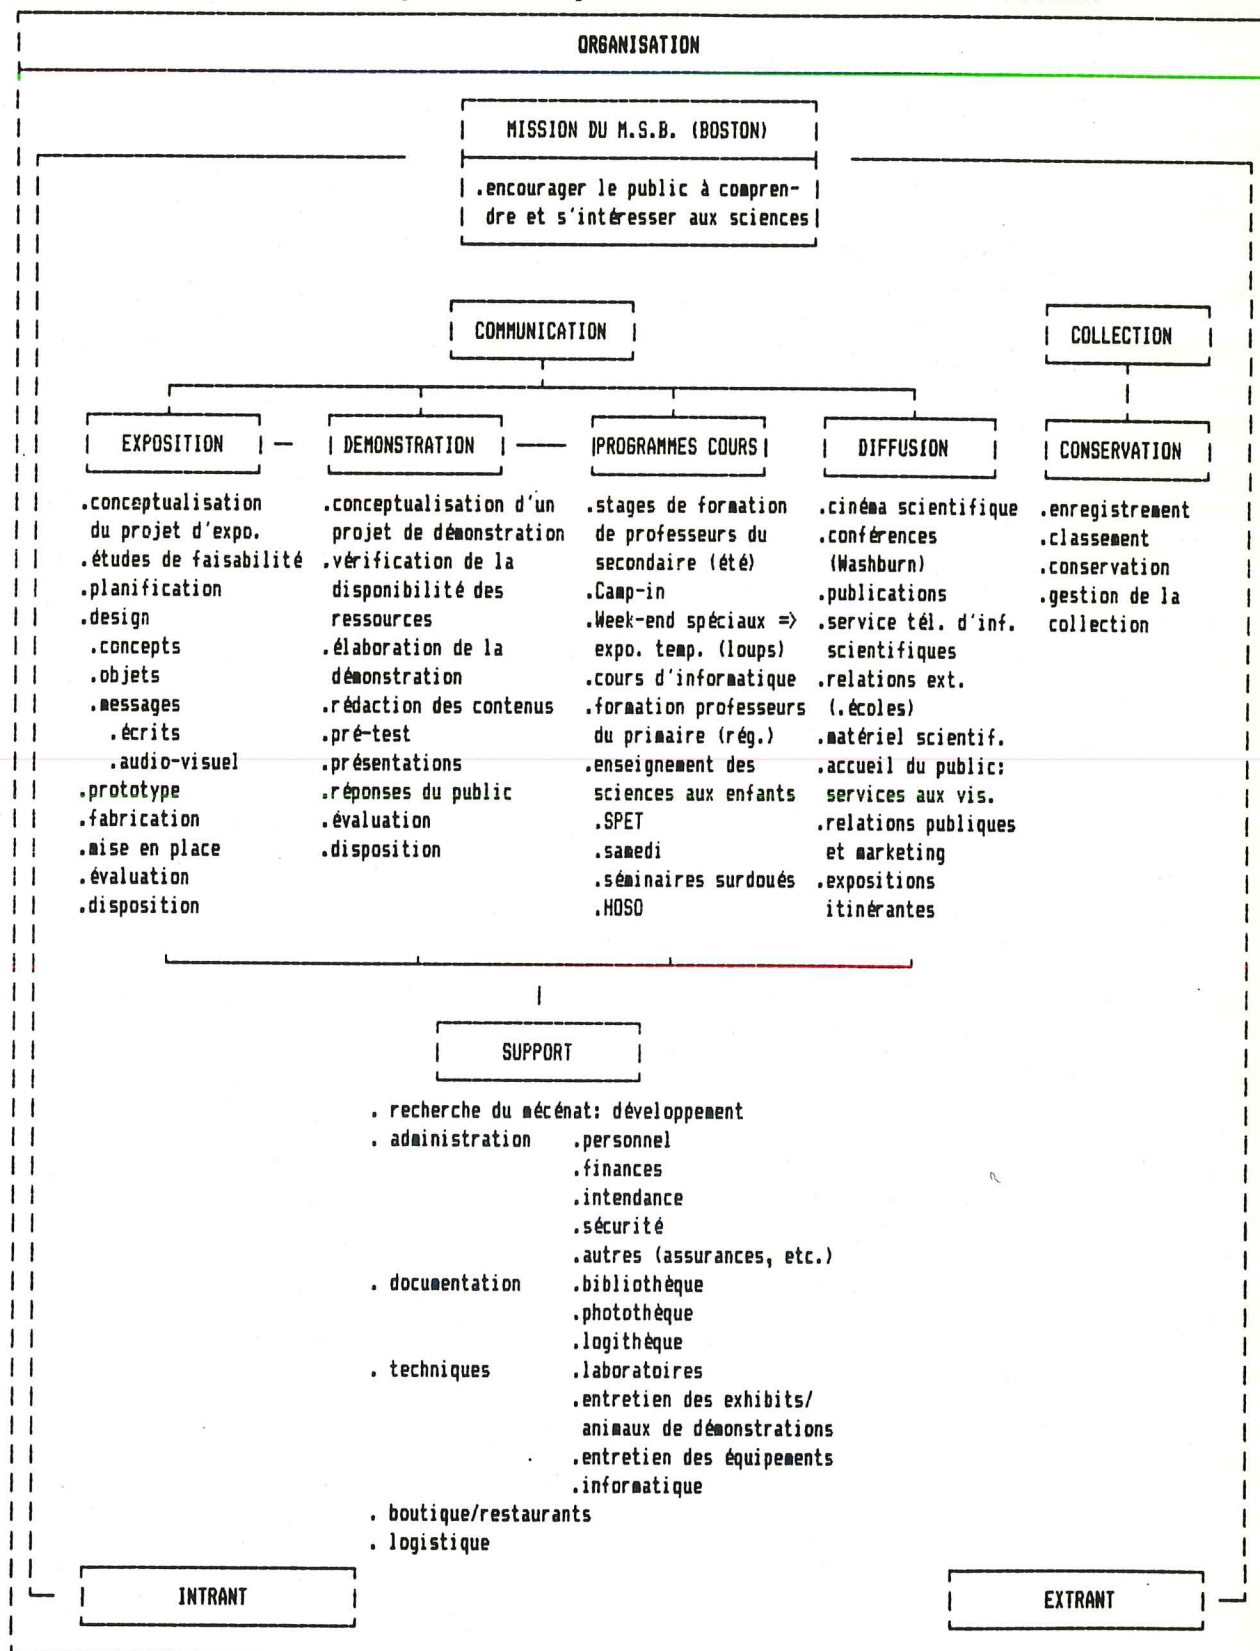 ORGANISATION
MISSION DU M.S.B. (BOSTON)
.encourager le public à compren-
dre et s'intéresser aux sciences
COMMUNICATION
COLLECTION
EXPOSITION
.conceptualisation
du projet d'expo.
.études de faisabilité
.planification
.design
.concepts
.objets
.messages
.écrits
.audio-visuel
.prototype
.fabrication
.mise en place
.évaluation
.disposition
DEMONSTRATION
.conceptualisation d'un
projet de démonstration
.vérification de la
disponibilité des
ressources
.élaboration de la
démonstration
.rédaction des contenus
.pré-test
.présentations
.réponses du public
.évaluation
.disposition
PROGRAMMES COURS
.stages de formation
de professeurs du
secondaire (été)
.Camp-in
.Week-end spéciaux =>
expo. temp. (loups)
.cours d'informatique
.formation professeurs
du primaire (rég.)
.enseignement des
sciences aux enfants
.SPET
.samedi
.séminaires surdoués
.HOSO
DIFFUSION
.cinéma scientifique
.conférences
(Washburn)
.publications
.service tél. d'inf.
scientifiques
.relations ext.
(.écoles)
.matériel scientif.
.accueil du public:
services aux vis.
.relations publiques
et marketing
.expositions
itinérantes
CONSERVATION
.enregistrement
.classement
.conservation
.gestion de la
collection
SUPPORT
. recherche du mécénat: développement
. administration .personnel
.finances
.intendance
.sécurité
.autres (assurances, etc.)
. documentation .bibliothèque
.photothèque
.logithèque
. techniques .laboratoires
.entretien des exhibits/
animaux de démonstrations
.entretien des équipements
.informatique
. boutique/restaurants
. logistique
INTRANT
EXTRANT